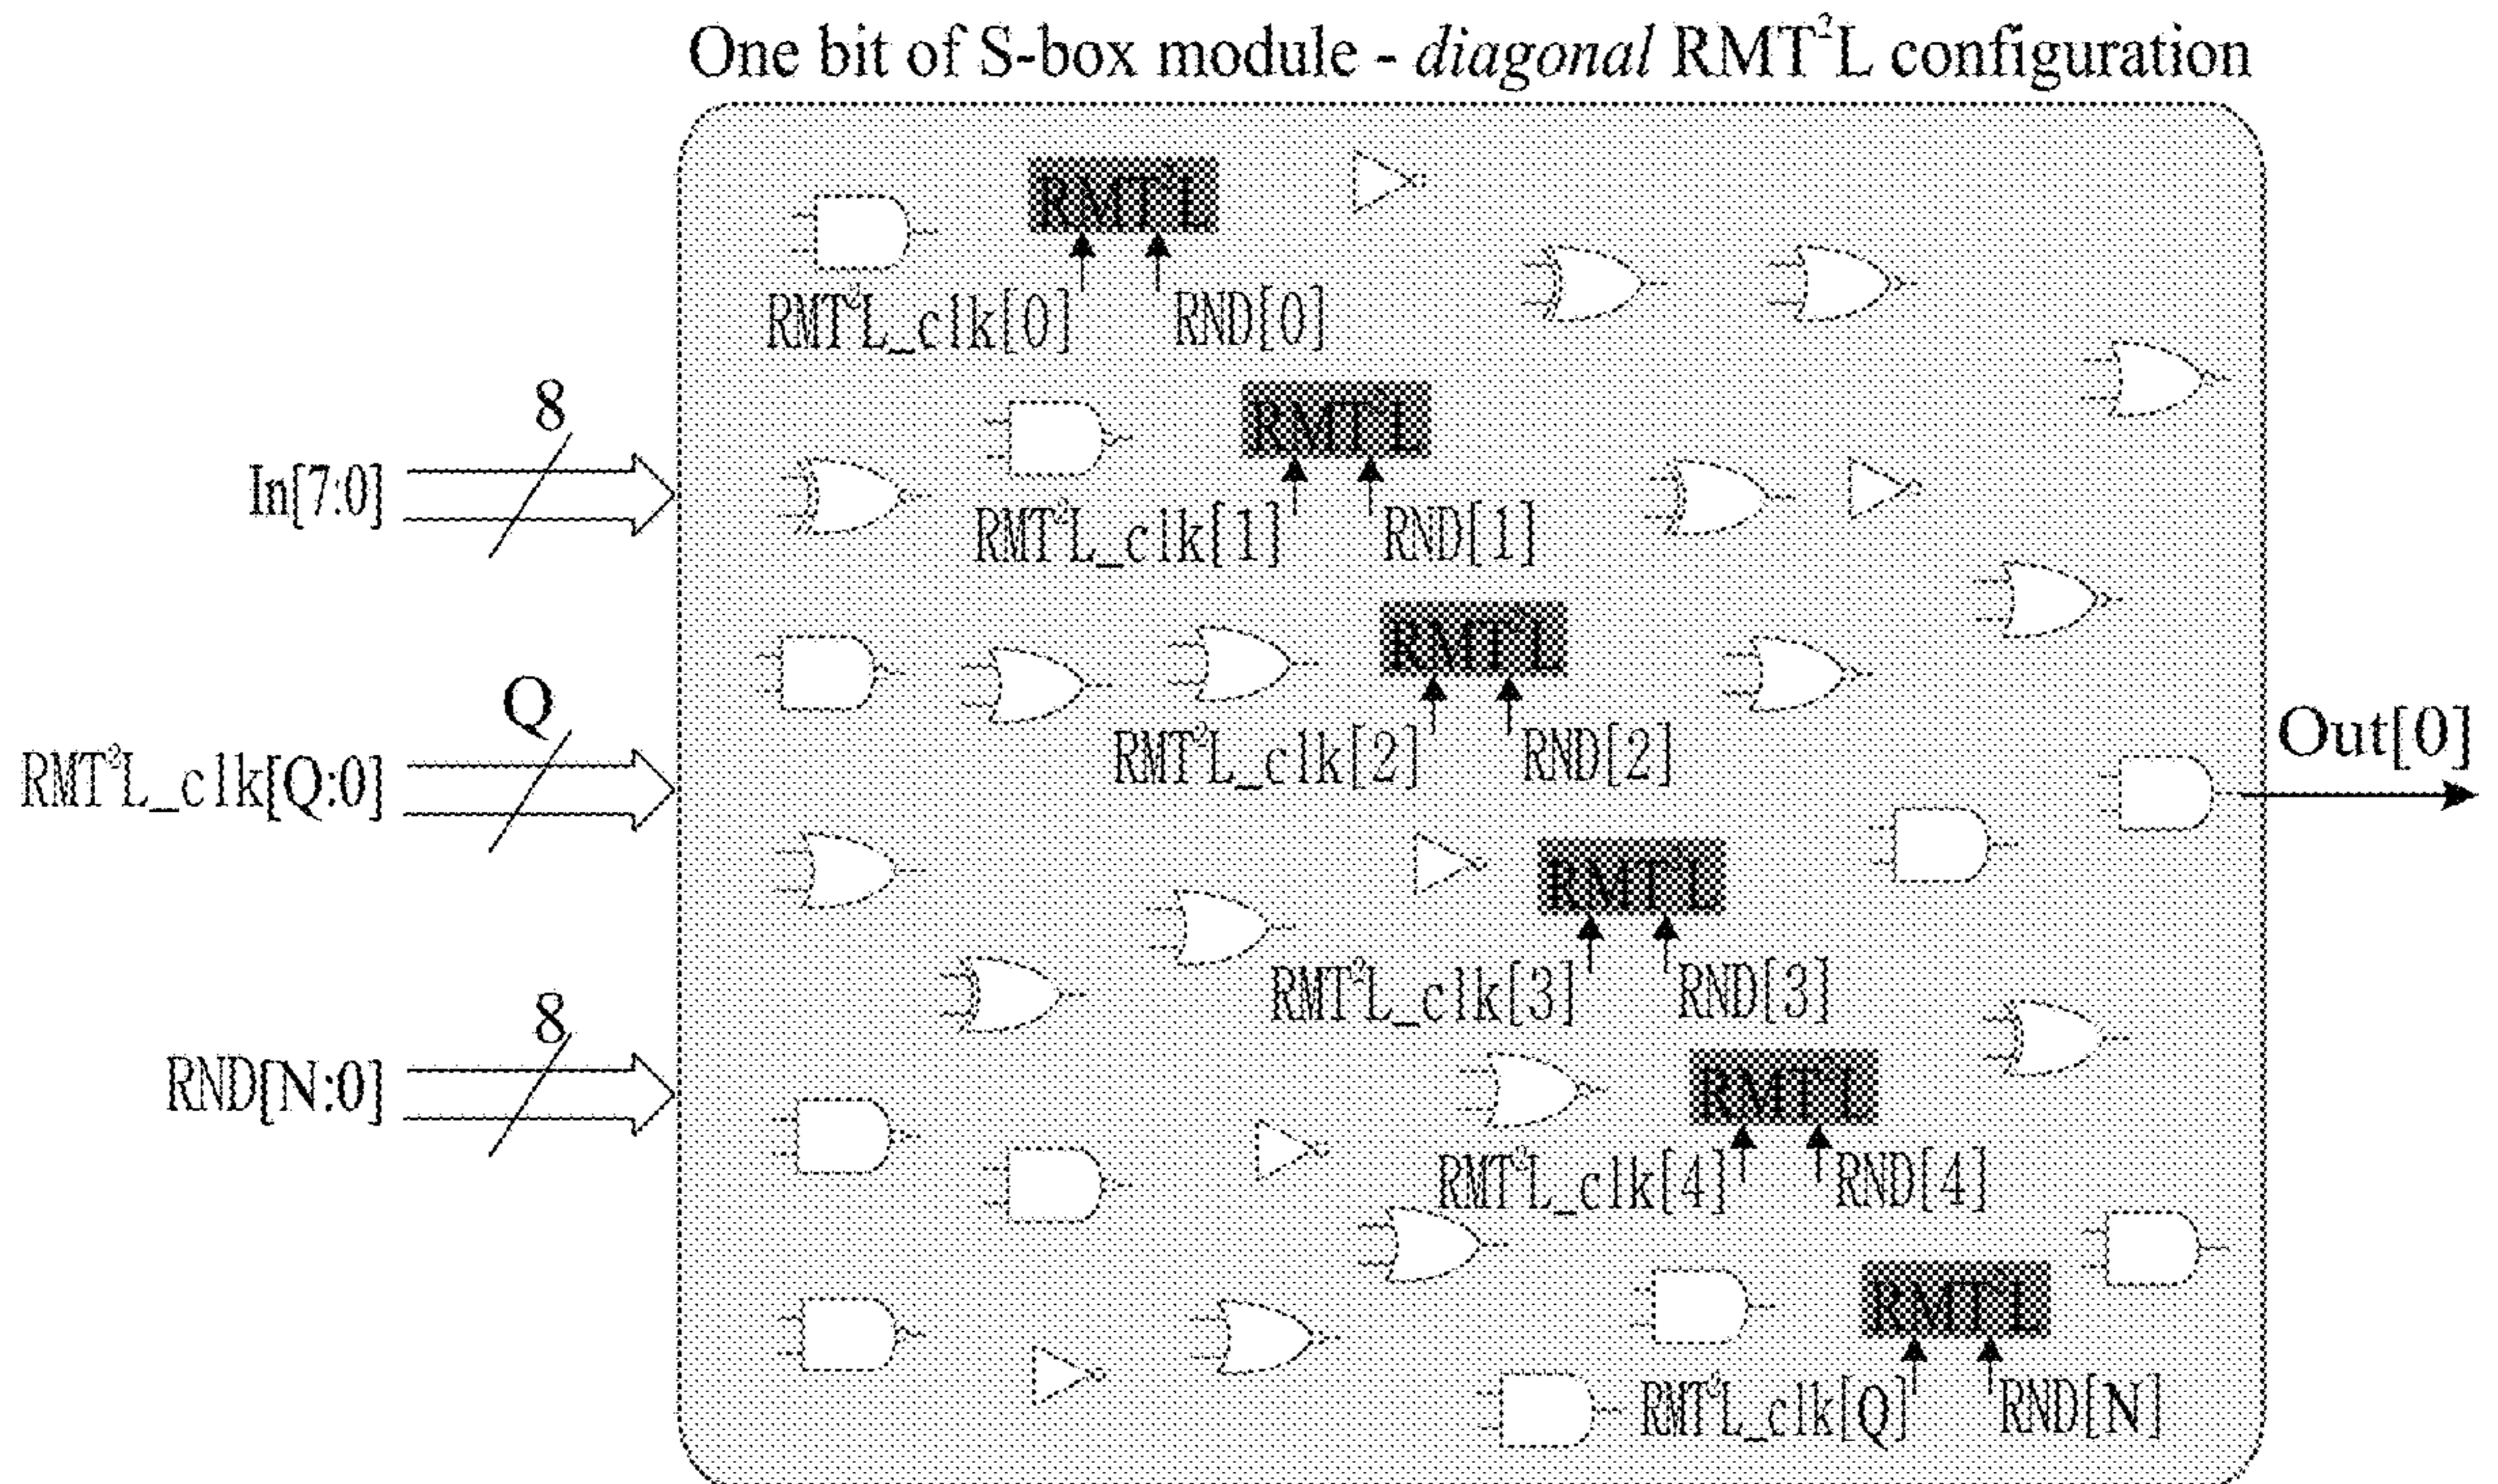 One bit of S-box module - diagonal RMT²L configuration
RMT²L
RMT²L_clk[0] RND[0]
8
RMT²L
In[7:0]
RMT²L_clk[1] RND[1]
RMT²L
Q
RMT²L_clk[2] RND[2]
Out[0]
RMT²L_clk[Q:0]
RMT²L
RMT²L_clk[3] RND[3]
8
RND[N:0]
RMT²L
RMT²L_clk[4] RND[4]
RMT²L
RMT²L_clk[Q] RND[N]